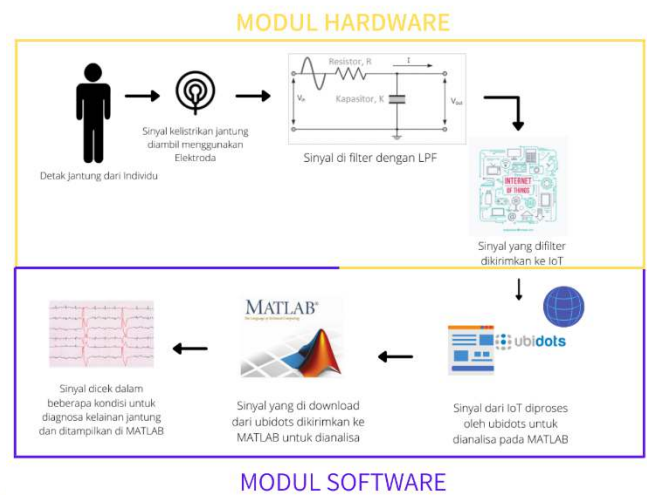 MODUL HARDWARE
Detak Jantung dari Individu
Sinyal kelistrikan jantung
diambil menggunakan
Elektroda
Resistor, R
I
Vin
Kapasitor, K
Vout
Sinyal di filter dengan LPF
INTERNET
OF THINGS
Sinyal yang difilter
dikirimkan ke IoT
ubidots
Sinyal dari IoT diproses
oleh ubidots untuk
dianalisa pada MATLAB
MATLAB®
Sinyal yang di download
dari ubidots dikirimkan ke
MATLAB untuk dianalisa
Sinyal dicek dalam
beberapa kondisi untuk
diagnosa kelainan jantung
dan ditampilkan di MATLAB
MODUL SOFTWARE